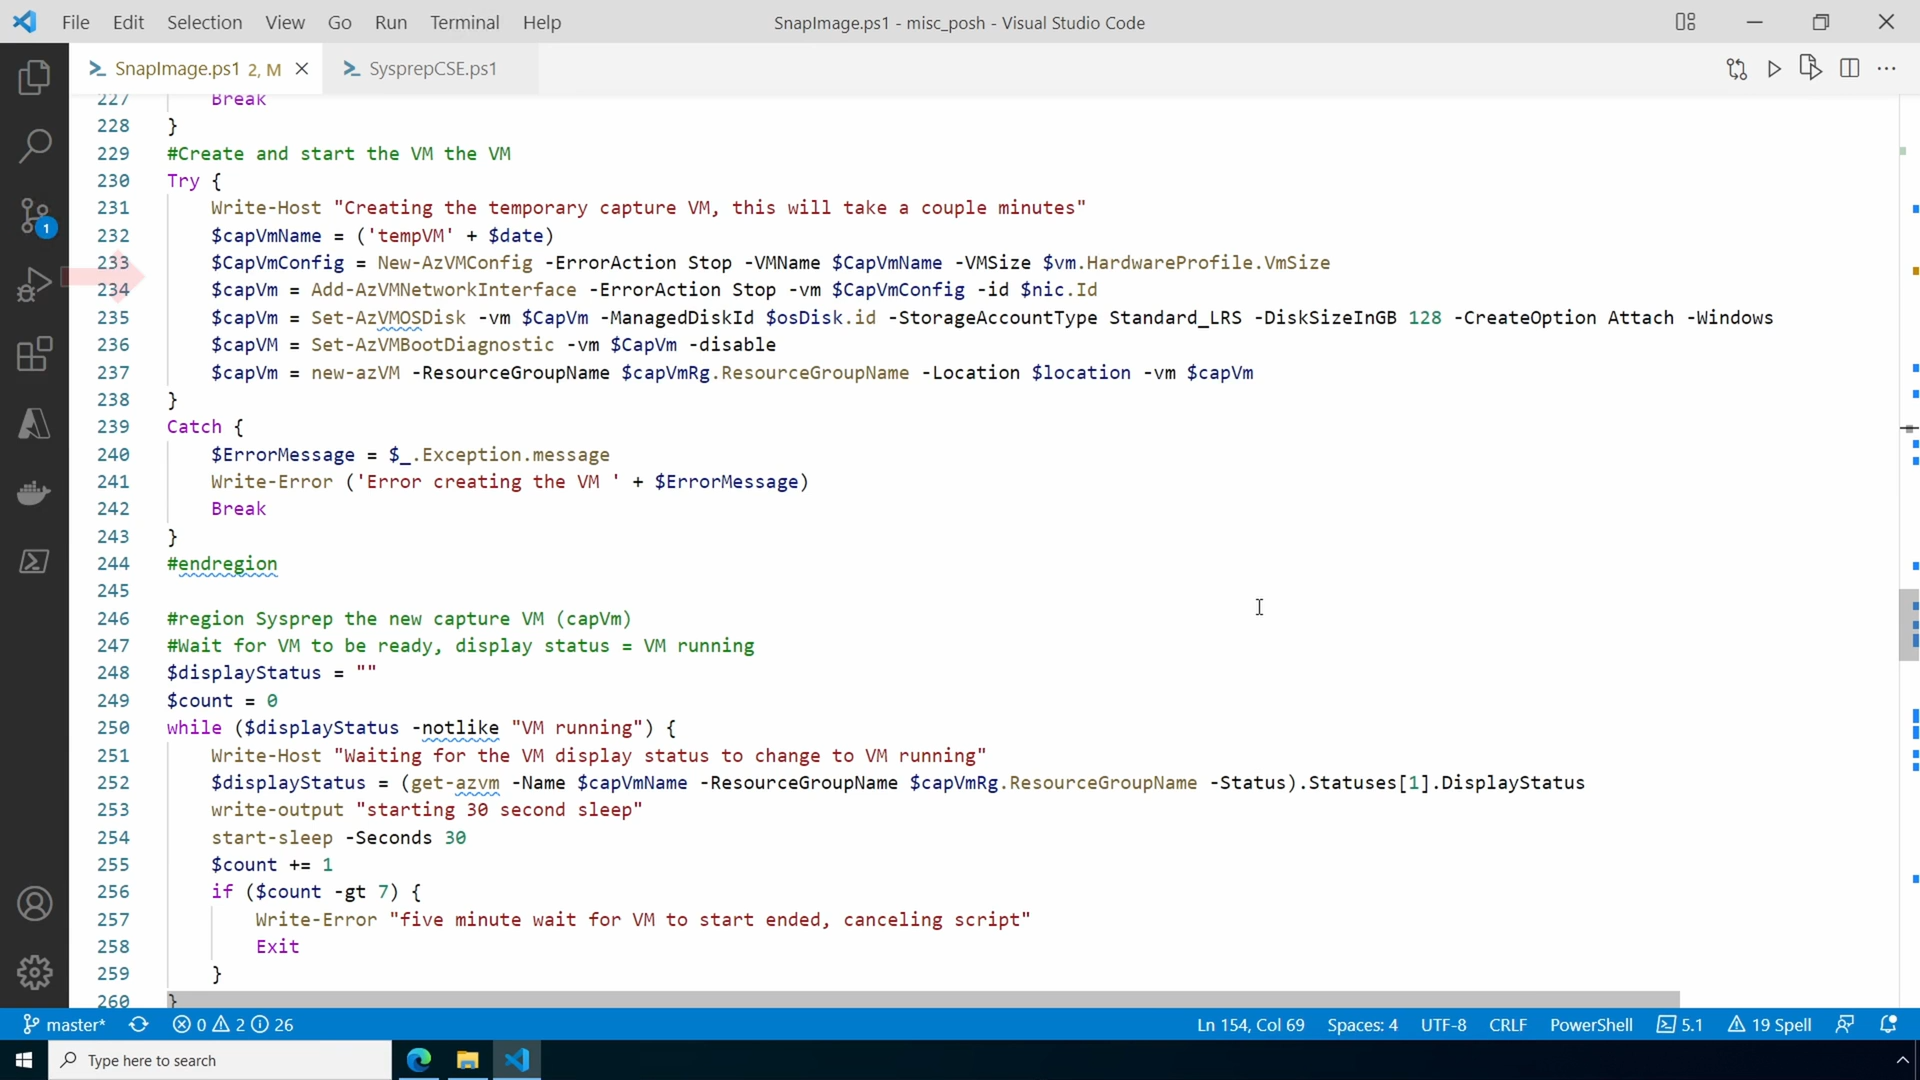 File Edit Selection View Go Run Terminal Help
SnapImage.ps1 - misc_posh - Visual Studio Code
SnapImage.ps1 2, M
SysprepCSE.ps1
227 Break
228 }
229 #Create and start the VM the VM
230 Try {
231 Write-Host "Creating the temporary capture VM, this will take a couple minutes"
232 $capVmName = ('tempVM' + $date)
233 $CapVmConfig = New-AzVMConfig -ErrorAction Stop -VMName $CapVmName -VMSize $vm.HardwareProfile.VmSize
234 $capVm = Add-AzVMNetworkInterface -ErrorAction Stop -vm $CapVmConfig -id $nic.Id
235 $capVm = Set-AzVMOSDisk -vm $CapVm -ManagedDiskId $osDisk.id -StorageAccountType Standard_LRS -DiskSizeInGB 128 -CreateOption Attach -Windows
236 $capVM = Set-AzVMBootDiagnostic -vm $CapVm -disable
237 $capVm = new-azVM -ResourceGroupName $capVmRg.ResourceGroupName -Location $location -vm $capVm
238 }
239 Catch {
240 $ErrorMessage = $_.Exception.message
241 Write-Error ('Error creating the VM ' + $ErrorMessage)
242 Break
243 }
244 #endregion
245
246 #region Sysprep the new capture VM (capVm)
247 #Wait for VM to be ready, display status = VM running
248 $displayStatus = ""
249 $count = 0
250 while ($displayStatus -notlike "VM running") {
251 Write-Host "Waiting for the VM display status to change to VM running"
252 $displayStatus = (get-azvm -Name $capVmName -ResourceGroupName $capVmRg.ResourceGroupName -Status).Statuses[1].DisplayStatus
253 write-output "starting 30 second sleep"
254 start-sleep -Seconds 30
255 $count += 1
256 if ($count -gt 7) {
257 Write-Error "five minute wait for VM to start ended, canceling script"
258 Exit
259 }
260 }
1
master* 0 2 26
Ln 154, Col 69 Spaces: 4 UTF-8 CRLF PowerShell 5.1 19 Spell
Type here to search